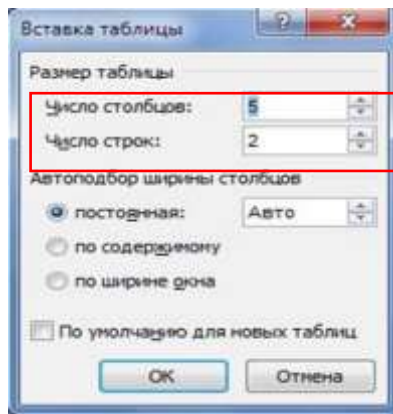 Вставка таблицы
Размер таблицы
Число столбцов: 5
Число строк: 2
Автоподбор ширины столбцов
постоянная: Авто
по содержимому
по ширине окна
По умолчанию для новых таблиц
ОК Отмена